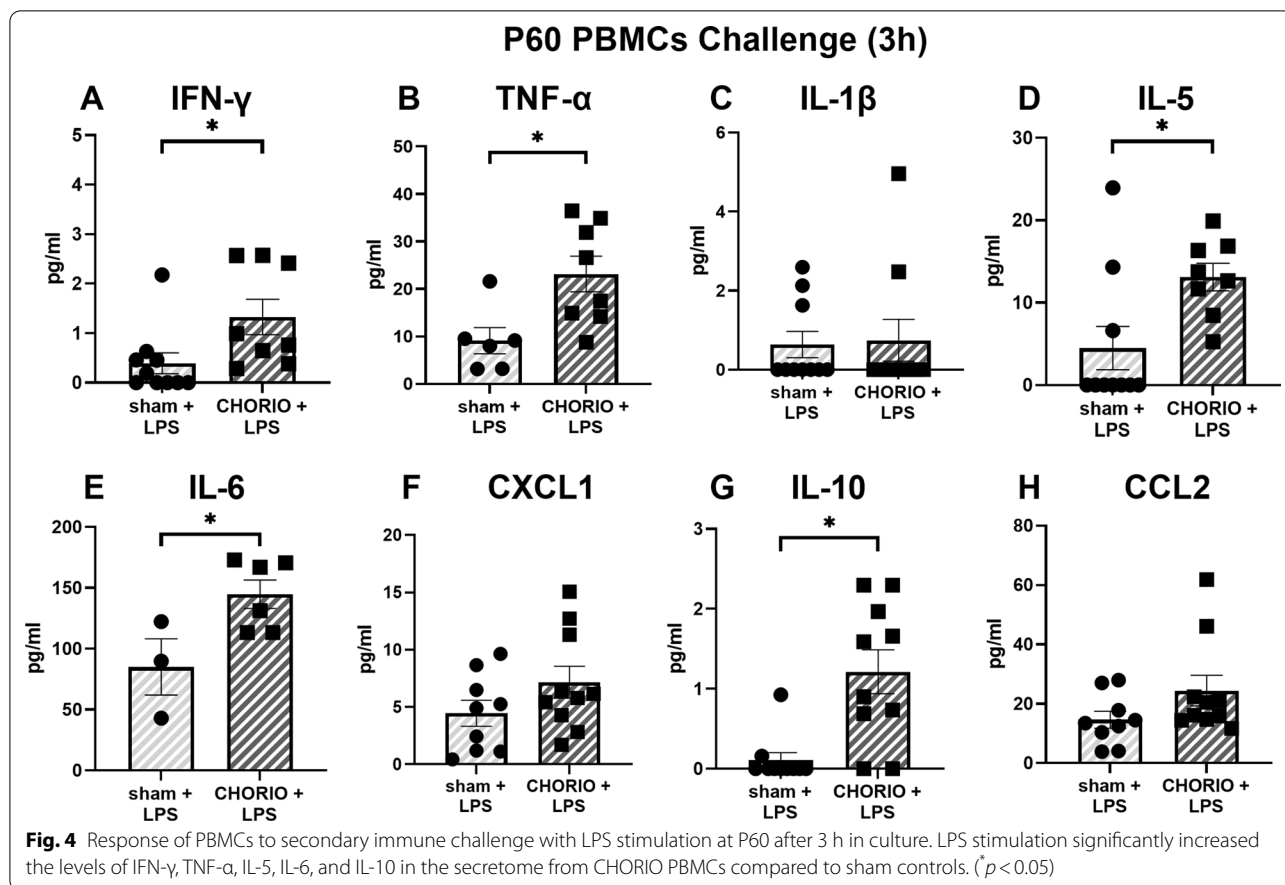 P60 PBMCs Challenge (3h)
A IFN-γ
*
pg/ml
5
4
3
2
1
0
sham + LPS
CHORIO + LPS
B TNF-α
*
pg/ml
50
40
30
20
10
0
sham + LPS
CHORIO + LPS
C IL-1β
pg/ml
6
4
2
0
sham + LPS
CHORIO + LPS
D IL-5
*
pg/ml
30
20
10
0
sham + LPS
CHORIO + LPS
E IL-6
*
pg/ml
200
150
100
50
0
sham + LPS
CHORIO + LPS
F CXCL1
pg/ml
20
15
10
5
0
sham + LPS
CHORIO + LPS
G IL-10
*
pg/ml
3
2
1
0
sham + LPS
CHORIO + LPS
H CCL2
pg/ml
80
60
40
20
0
sham + LPS
CHORIO + LPS
Fig. 4 Response of PBMCs to secondary immune challenge with LPS stimulation at P60 after 3 h in culture. LPS stimulation significantly increased
the levels of IFN-γ, TNF-α, IL-5, IL-6, and IL-10 in the secretome from CHORIO PBMCs compared to sham controls. (*p < 0.05)